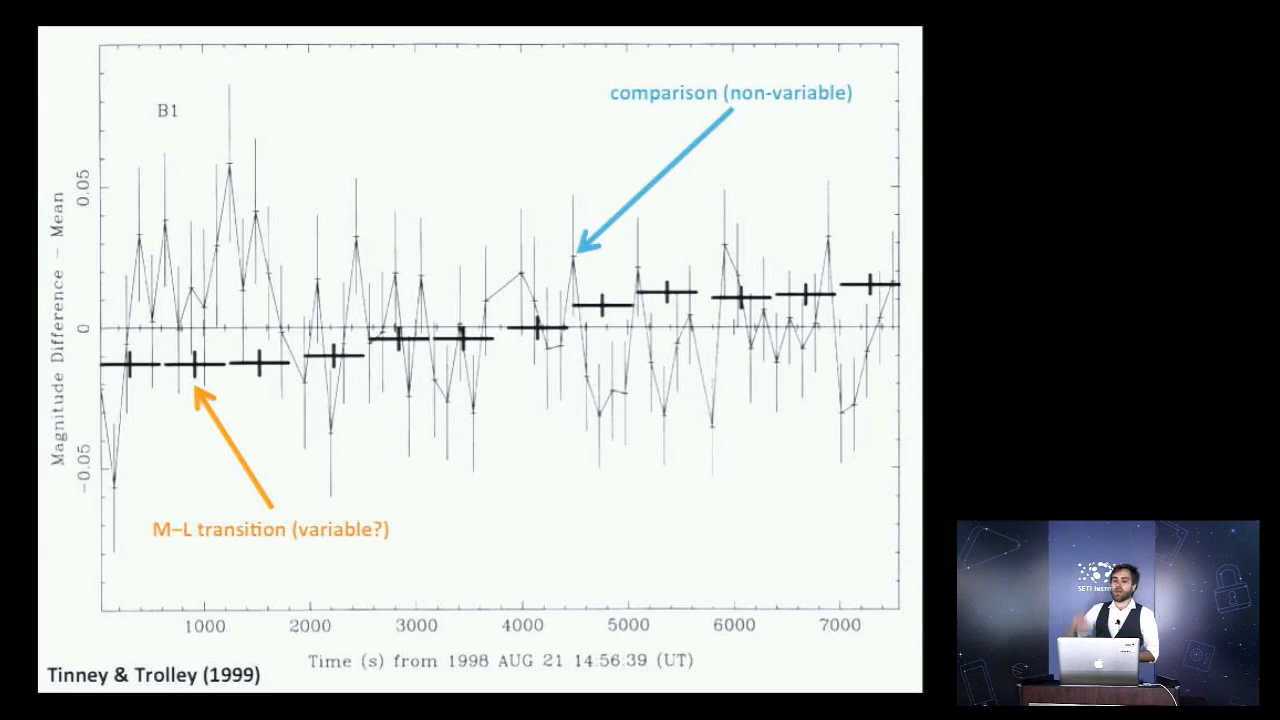 B1
comparison (non-variable)
Magnitude Difference − Mean
0.05
0
−0.05
M–L transition (variable?)
1000 2000 3000 4000 5000 6000 7000
Time (s) from 1998 AUG 21 14:56:39 (UT)
Tinney & Trolley (1999)
SETI